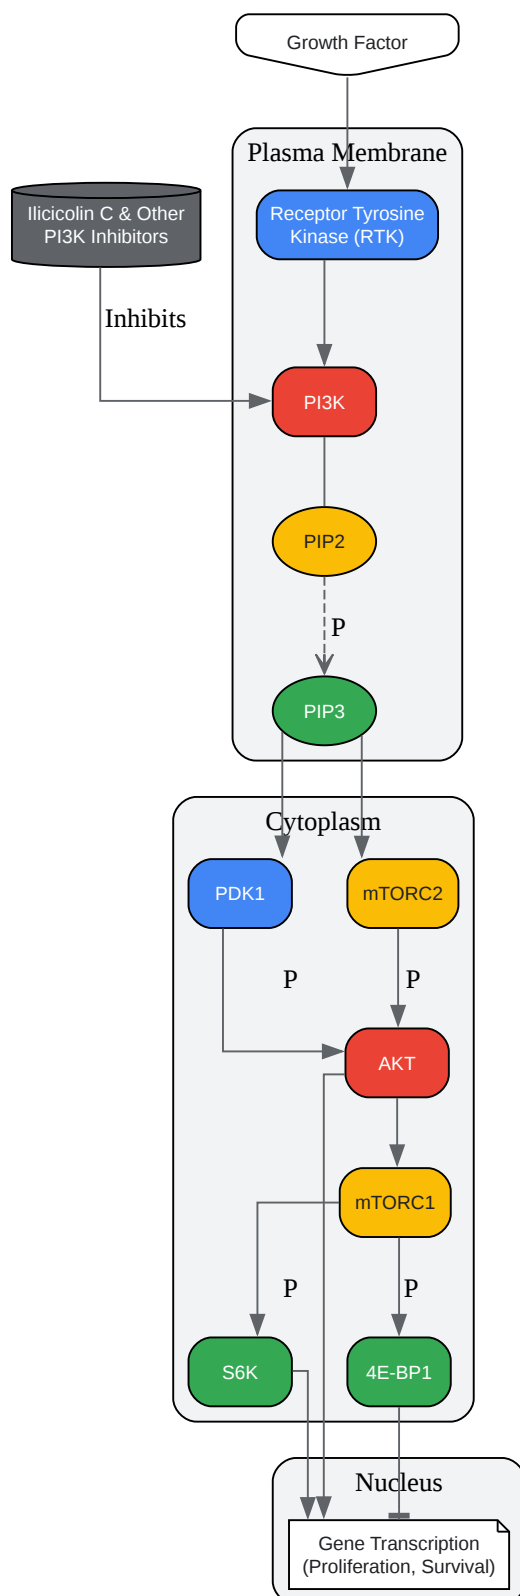 Growth Factor
Plasma Membrane
Ilicicolin C & Other
PI3K Inhibitors
Receptor Tyrosine
Kinase (RTK)
Inhibits
PI3K
PIP2
P
PIP3
Cytoplasm
PDK1
mTORC2
P
P
AKT
mTORC1
P
P
S6K
4E-BP1
Nucleus
Gene Transcription
(Proliferation, Survival)